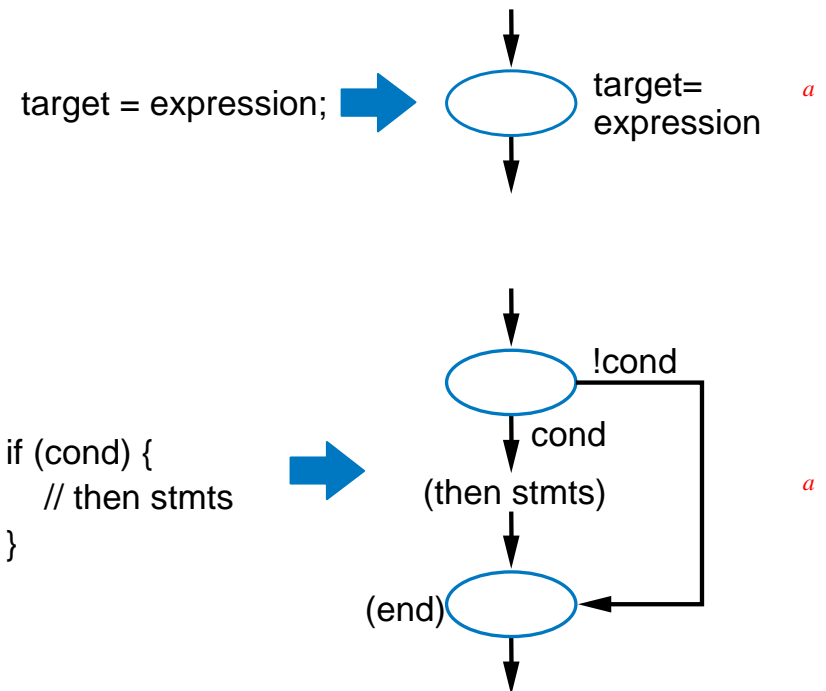 target = expression;
target=
expression
a
!cond
cond
if (cond) {
// then stmts
}
(then stmts)
a
(end)